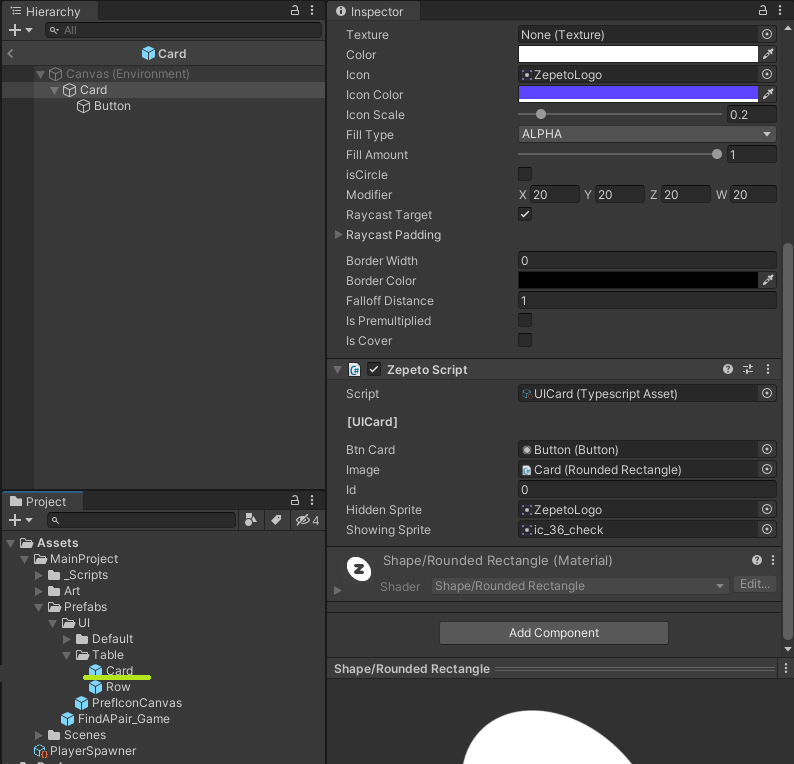 Hierarchy
All
Card
Canvas (Environment)
Card
Button
Inspector
Texture None (Texture)
Color
Icon ZepetoLogo
Icon Color
Icon Scale 0.2
Fill Type ALPHA
Fill Amount 1
isCircle
Modifier X 20 Y 20 Z 20 W 20
Raycast Target
Raycast Padding
Border Width 0
Border Color
Falloff Distance 1
Is Premultiplied
Is Cover
Zepeto Script
Script UICard (Typescript Asset)
[UICard]
Btn Card Button (Button)
Image Card (Rounded Rectangle)
Id 0
Hidden Sprite ZepetoLogo
Showing Sprite ic_36_check
Shape/Rounded Rectangle (Material)
Shader Shape/Rounded Rectangle Edit...
Add Component
Shape/Rounded Rectangle
Project
4
Assets
MainProject
_Scripts
Art
Prefabs
UI
Default
Table
Card
Row
PrefIconCanvas
FindAPair_Game
Scenes
PlayerSpawner